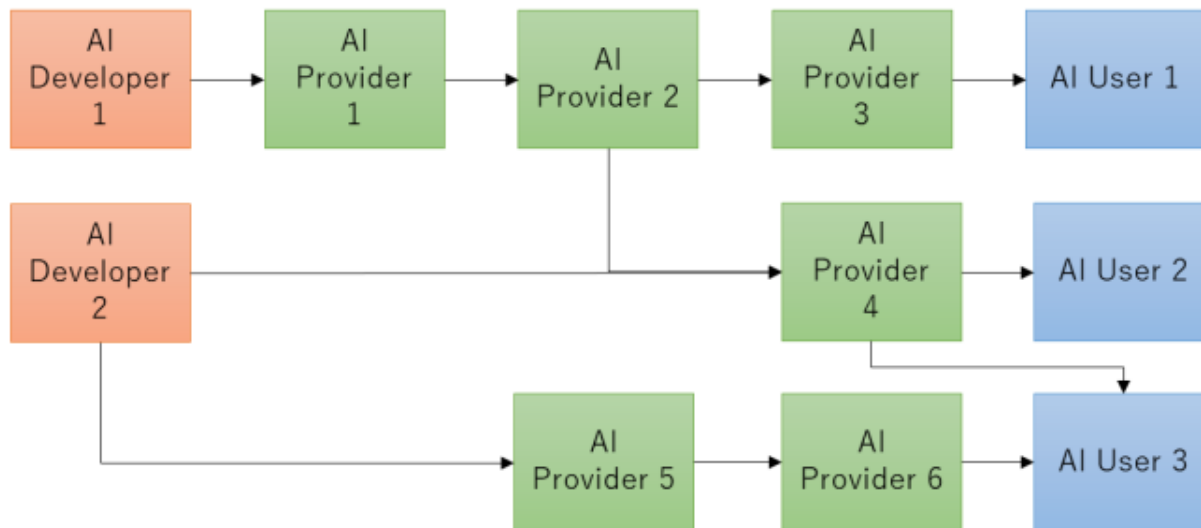 AI
Developer
1
AI
Provider
1
AI
Provider 2
AI
Provider
3
AI User 1
AI
Developer
2
AI
Provider
4
AI User 2
AI
Provider 5
AI
Provider 6
AI User 3